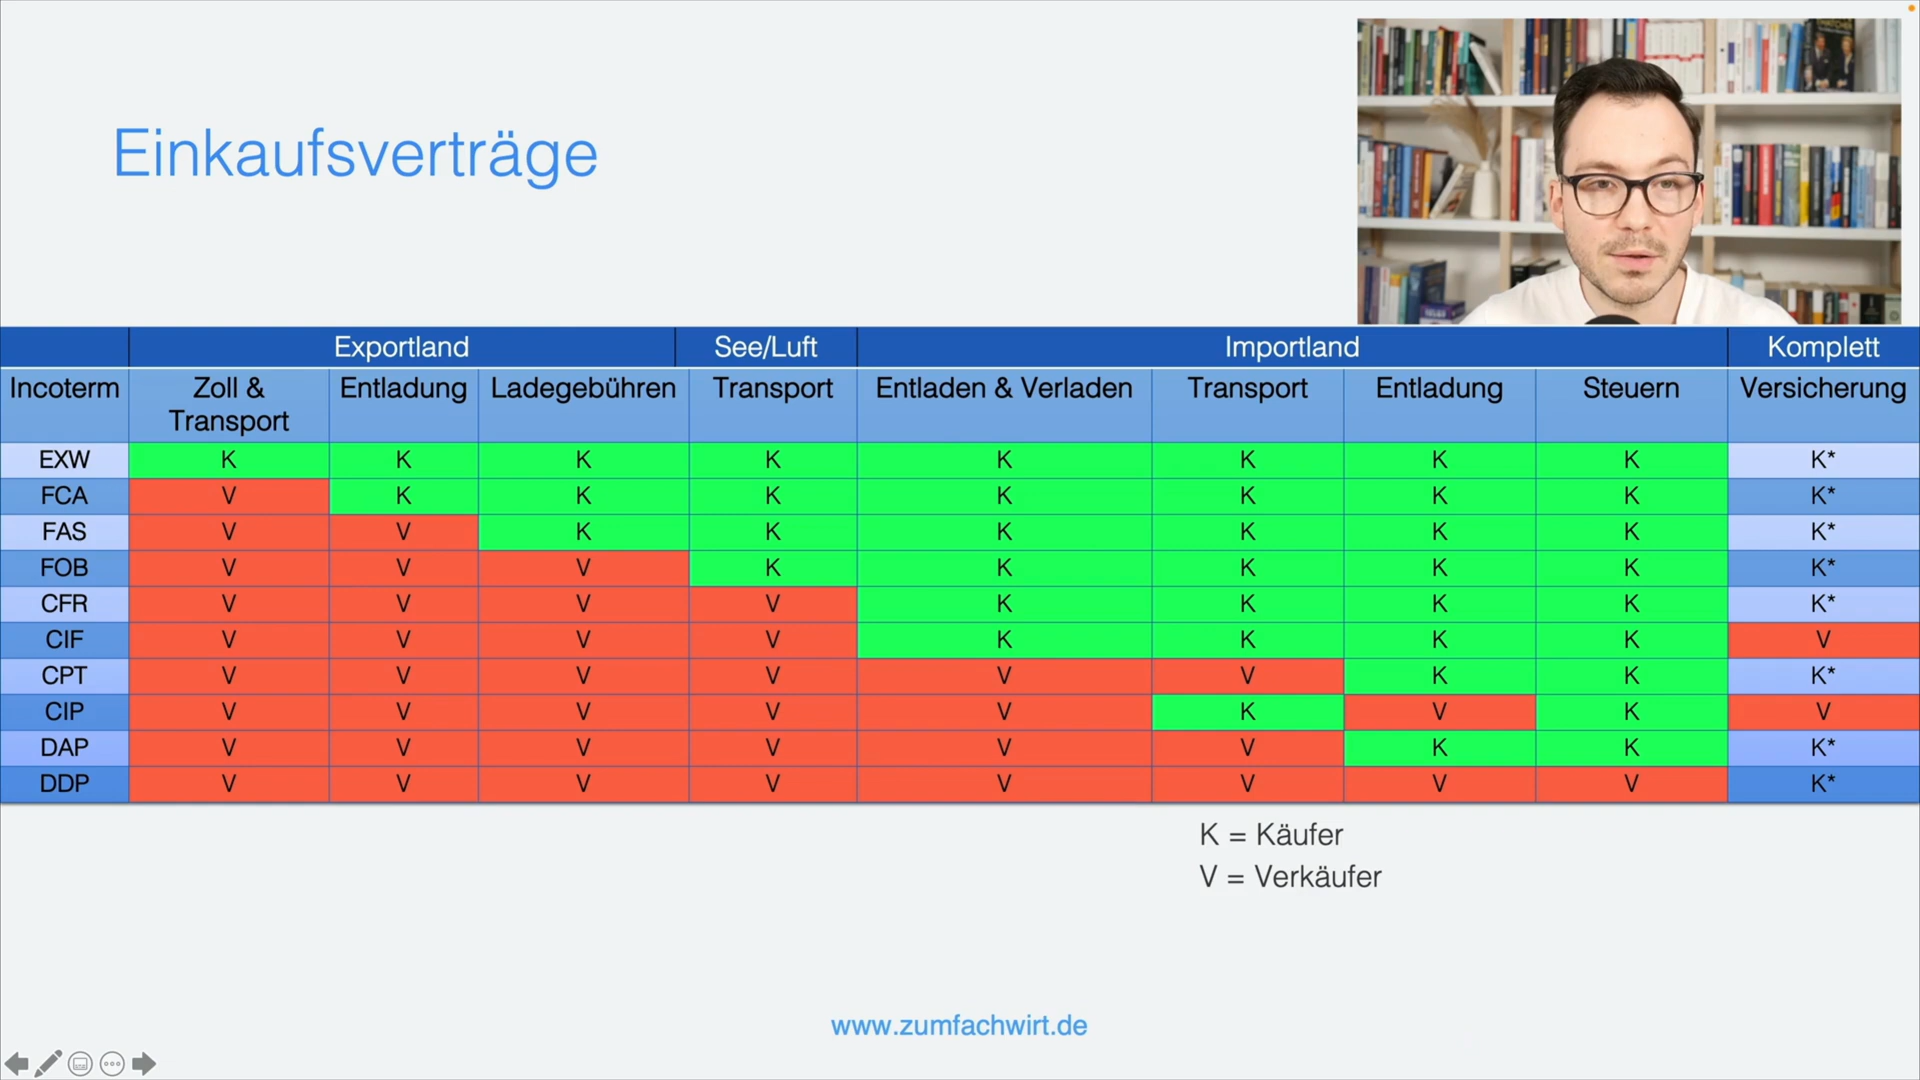 Einkaufsverträge
Exportland See/Luft Importland Komplett
Incoterm Zoll & Transport Entladung Ladegebühren Transport Entladen & Verladen Transport Entladung Steuern Versicherung
EXW K K K K K K K K K*
FCA V K K K K K K K K*
FAS V V K K K K K K K*
FOB V V V K K K K K K*
CFR V V V V K K K K K*
CIF V V V V K K K K V
CPT V V V V V V K K K*
CIP V V V V V K V K V
DAP V V V V V V K K K*
DDP V V V V V V V V K*
K = Käufer
V = Verkäufer
www.zumfachwirt.de